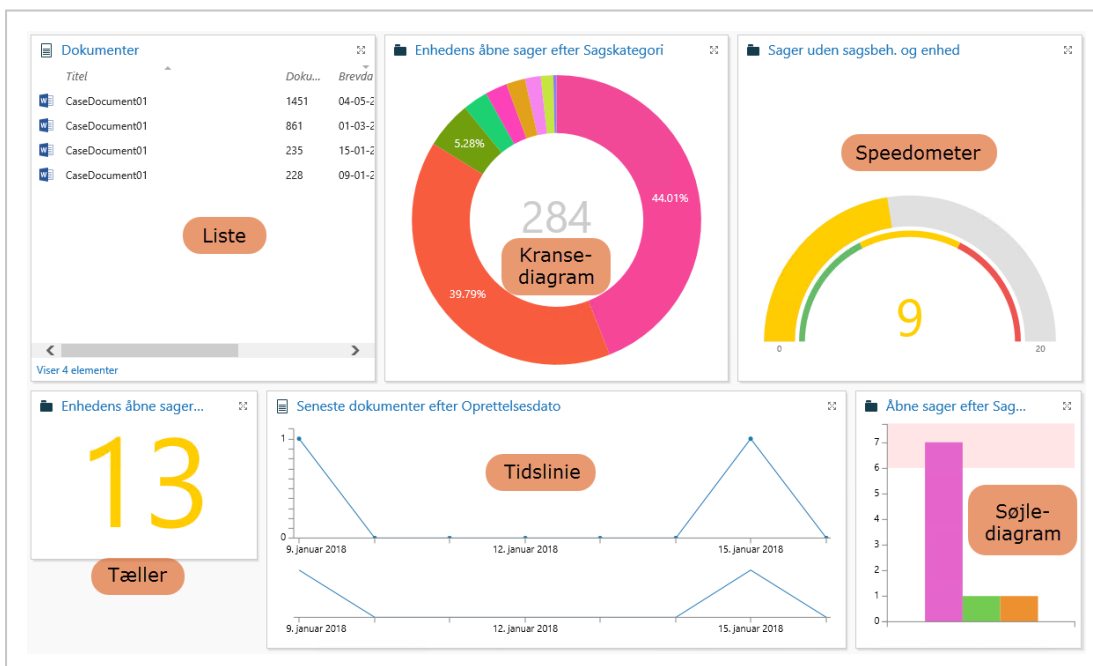 Dokumenter
Titel Doku... Brevda
CaseDocument01 1451 04-05-2
CaseDocument01 861 01-03-2
CaseDocument01 235 15-01-2
CaseDocument01 228 09-01-2
Liste
Viser 4 elementer
Enhedens åbne sager efter Sagskategori
5.28%
44.01%
284
Kranse-
diagram
39.79%
Sager uden sagsbeh. og enhed
Speedometer
9
0 20
Enhedens åbne sager...
13
Tæller
Seneste dokumenter efter Oprettelsesdato
1
Tidslinie
0
9. januar 2018 12. januar 2018 15. januar 2018
9. januar 2018 12. januar 2018 15. januar 2018
Åbne sager efter Sag...
7
6
5
Søjle-
diagram
4
3
2
1
0